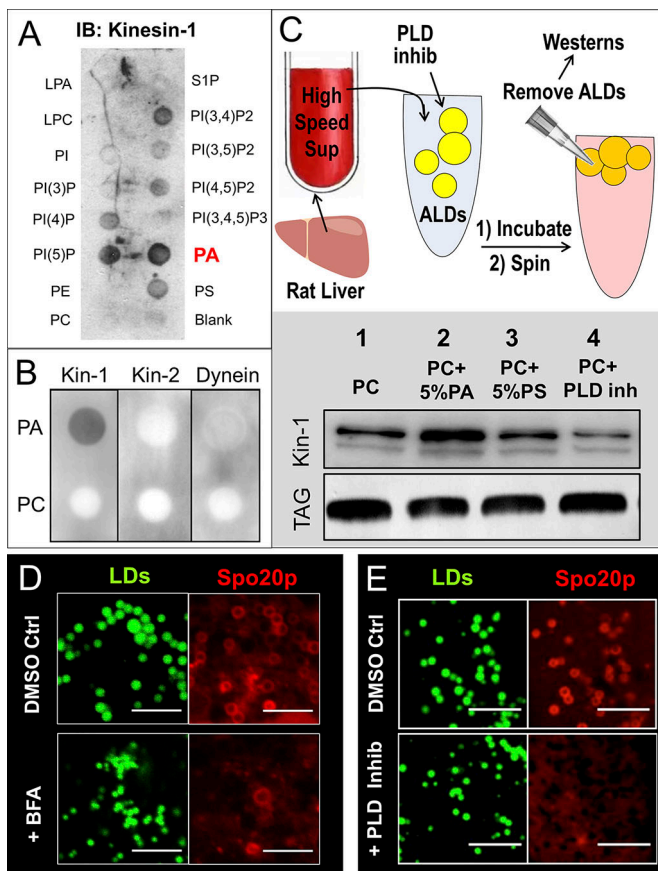 A
IB: Kinesin-1
LPA
S1P
LPC
PI(3,4)P2
PI
PI(3,5)P2
PI(3)P
PI(4,5)P2
PI(4)P
PI(3,4,5)P3
PI(5)P
PA
PE
PS
PC
Blank
B
Kin-1 Kin-2 Dynein
PA
PC
C
PLD
inhib
High
Speed
Sup
ALDs
Rat Liver
1) Incubate
2) Spin
Westerns
Remove ALDs
1 2 3 4
PC
PC+
5%PA
PC+
5%PS
PC+
PLD inh
Kin-1
TAG
D
LDs Spo20p
DMSO Ctrl
+ BFA
E
LDs Spo20p
DMSO Ctrl
+ PLD Inhib